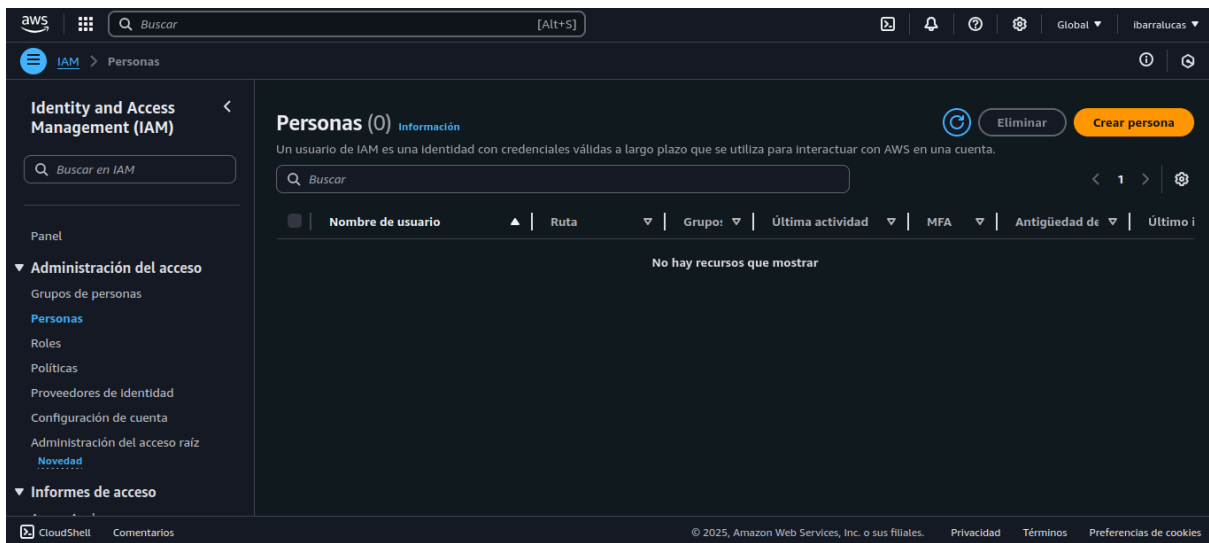 aws Buscar [Alt+S] Global ibarralucas
IAM > Personas
Identity and Access Management (IAM)
Buscar en IAM
Panel
Administración del acceso
Grupos de personas
Personas
Roles
Políticas
Proveedores de identidad
Configuración de cuenta
Administración del acceso raíz
Novedad
Informes de acceso
Personas (0) Información
Eliminar
Crear persona
Un usuario de IAM es una identidad con credenciales válidas a largo plazo que se utiliza para interactuar con AWS en una cuenta.
Buscar
< 1 >
Nombre de usuario Ruta Grupo: Última actividad MFA Antigüedad de Último i
No hay recursos que mostrar
CloudShell Comentarios © 2025, Amazon Web Services, Inc. o sus filiales. Privacidad Términos Preferencias de cookies